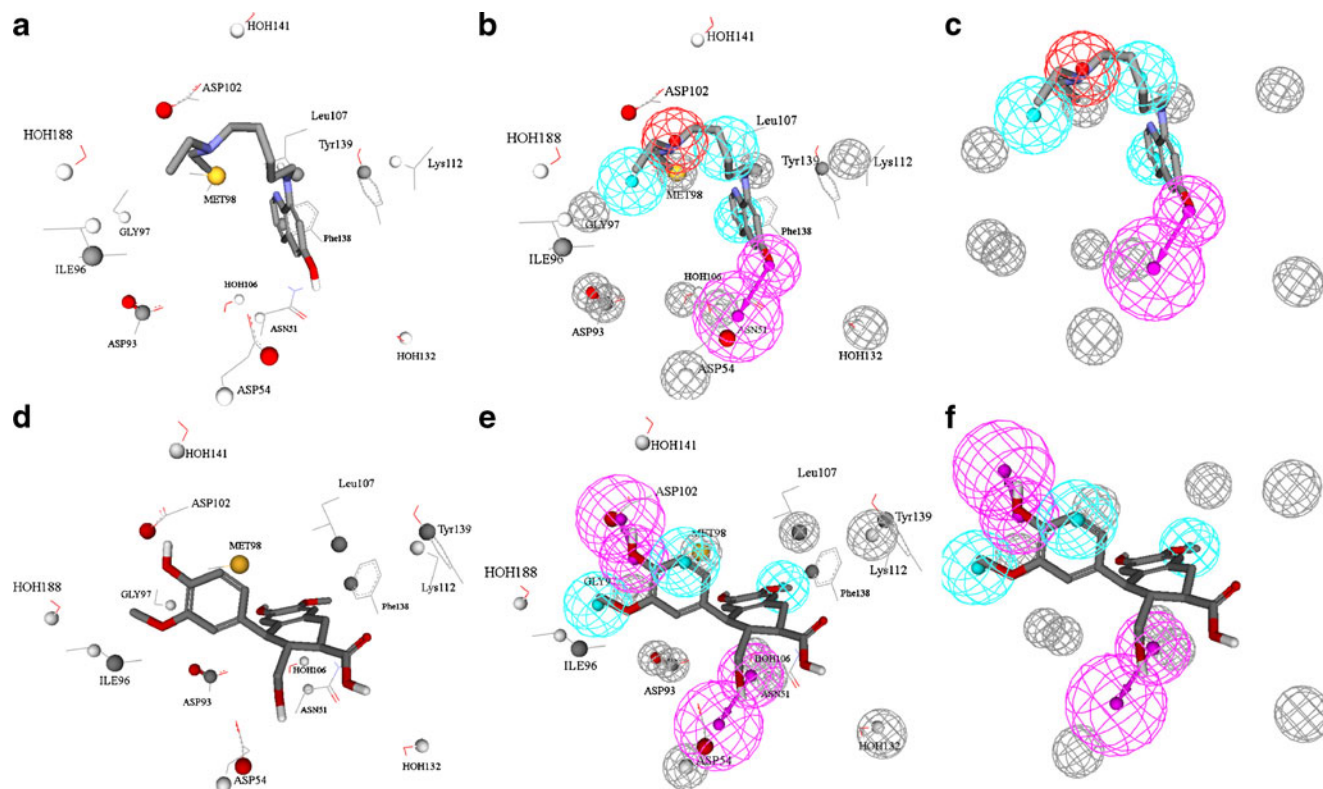 a
HOH141
ASP102
HOH188
Leu107
Tyr139
Lys112
MET98
GLY97
Phe138
ILE96
HOH106
ASN51
ASP93
HOH132
ASP54
b
HOH141
ASP102
HOH188
Leu107
Tyr139
Lys112
MET98
GLY97
Phe138
ILE96
HOH106
ASP93
ASN51
HOH132
ASP54
c
d
HOH141
ASP102
Leu107
Tyr139
MET98
HOH188
GLY97
Lys112
Phe138
ILE96
HOH106
ASP93
ASN51
HOH132
ASP54
e
HOH141
ASP102
Leu107
Tyr139
MET98
HOH188
GLY97
Lys112
Phe138
ILE96
HOH106
ASP93
ASN51
HOH132
ASP54
f